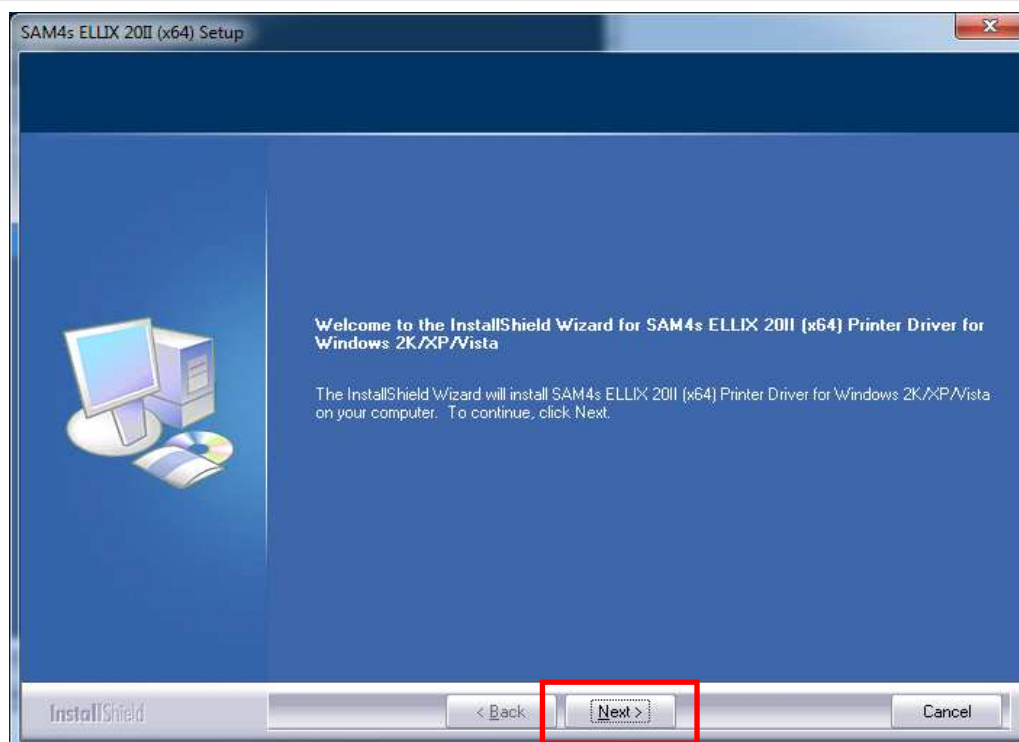 SAM4s ELLIX 20II (x64) Setup
Welcome to the InstallShield Wizard for SAM4s ELLIX 20II (x64) Printer Driver for
Windows 2K/XP/Vista
The InstallShield Wizard will install SAM4s ELLIX 20II (x64) Printer Driver for Windows 2K/XP/Vista
on your computer.  To continue, click Next.
InstallShield
< Back
Next >
Cancel